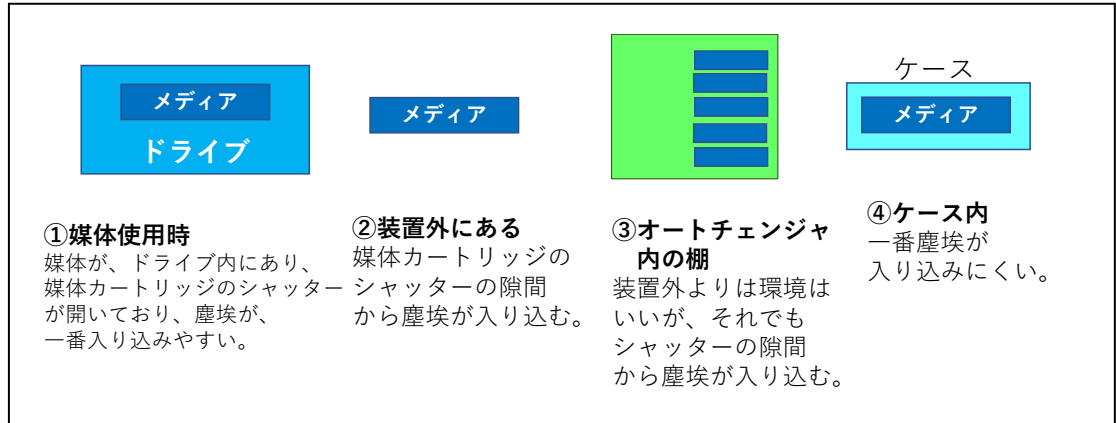 メディア
ドライブ
メディア
ケース
メディア
①媒体使用時
媒体が、ドライブ内にあり、
媒体カートリッジのシャッター
が開いており、塵埃が、
一番入り込みやすい。
②装置外にある
媒体カートリッジの
シャッターの隙間
から塵埃が入り込む。
③オートチェンジャ
内の棚
装置外よりは環境は
いいが、それでも
シャッターの隙間
から塵埃が入り込む。
④ケース内
一番塵埃が
入り込みにくい。